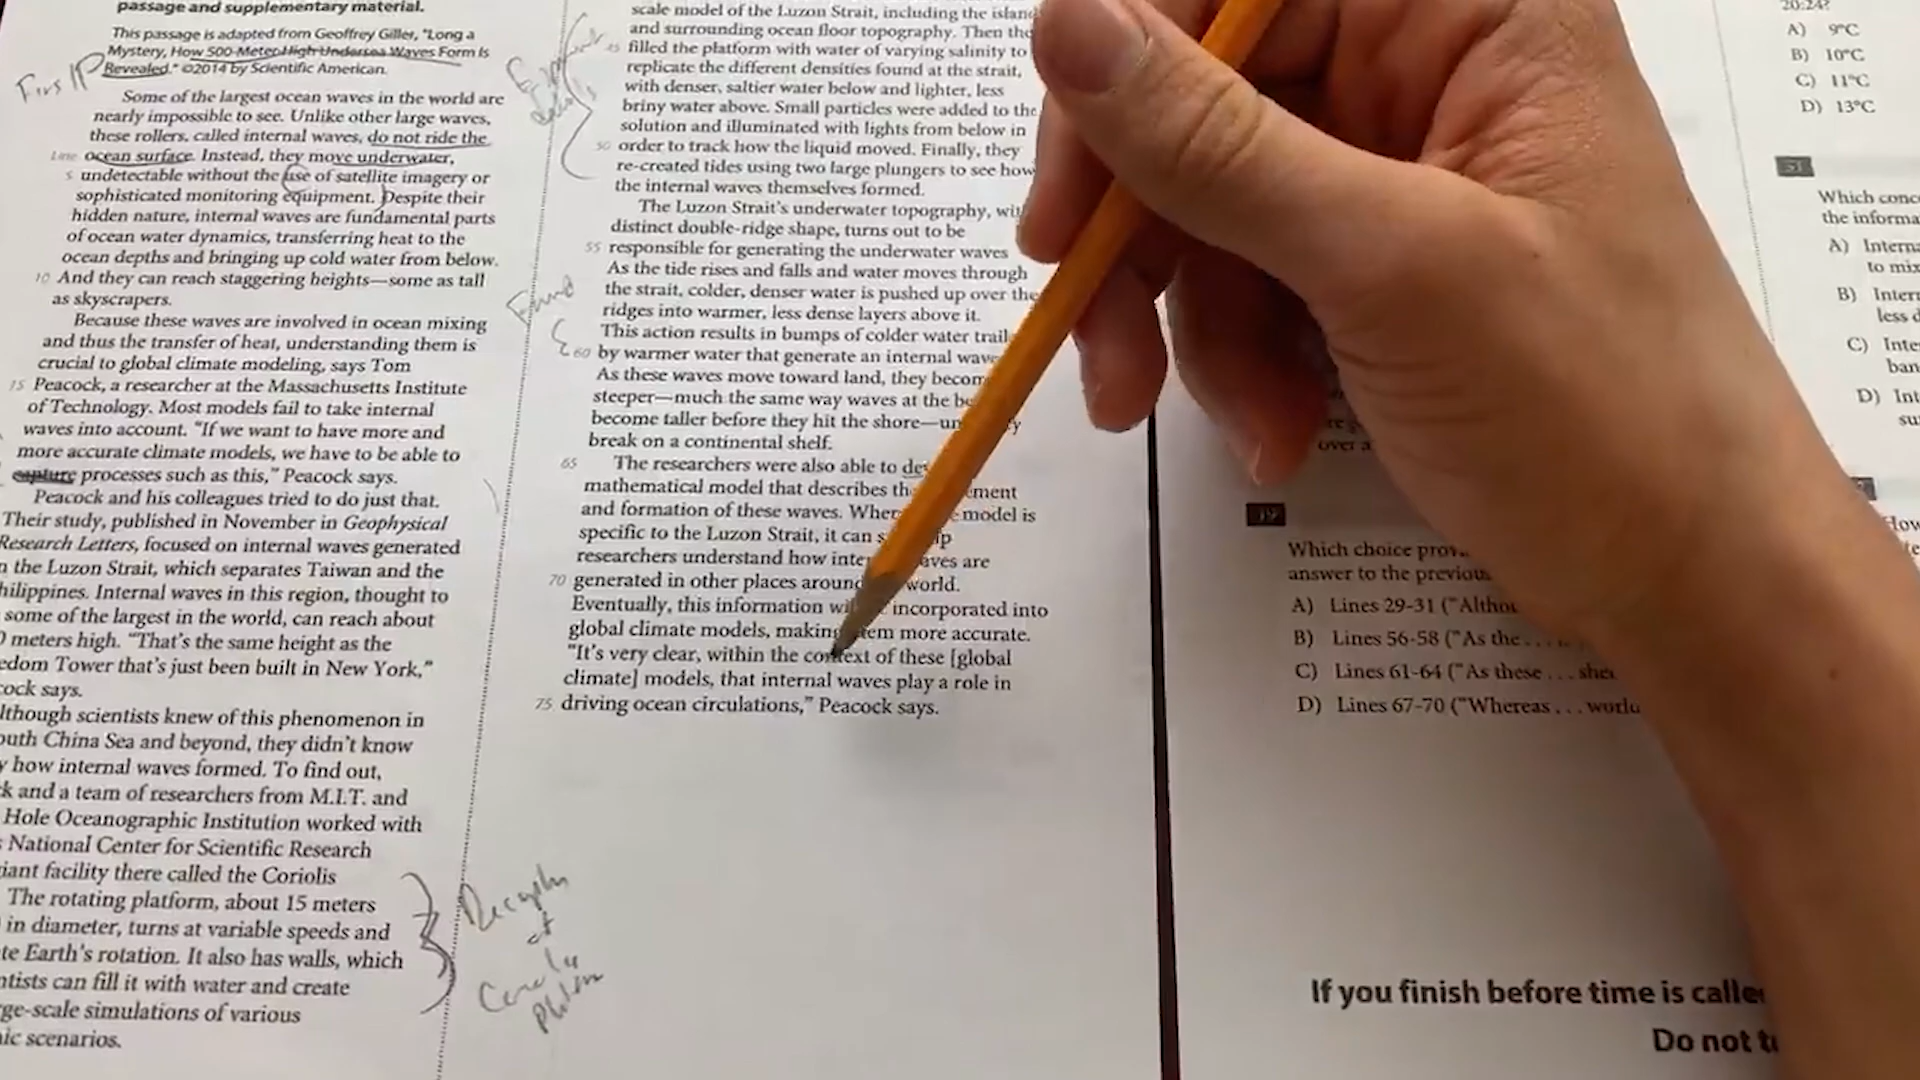 passage and supplementary material.
This passage is adapted from Geoffrey Giller, "Long a
Mystery, How 500-Meter-High Undersea Waves Form Is
Revealed." ©2014 by Scientific American.
Some of the largest ocean waves in the world are
nearly impossible to see. Unlike other large waves,
these rollers, called internal waves, do not ride the
Line ocean surface. Instead, they move underwater,
5 undetectable without the use of satellite imagery or
sophisticated monitoring equipment. Despite their
hidden nature, internal waves are fundamental parts
of ocean water dynamics, transferring heat to the
ocean depths and bringing up cold water from below.
10 And they can reach staggering heights—some as tall
as skyscrapers.
Because these waves are involved in ocean mixing
and thus the transfer of heat, understanding them is
crucial to global climate modeling, says Tom
15 Peacock, a researcher at the Massachusetts Institute
of Technology. Most models fail to take internal
waves into account. "If we want to have more and
more accurate climate models, we have to be able to
capture processes such as this," Peacock says.
Peacock and his colleagues tried to do just that.
Their study, published in November in Geophysical
Research Letters, focused on internal waves generated
n the Luzon Strait, which separates Taiwan and the
hilippines. Internal waves in this region, thought to
some of the largest in the world, can reach about
0 meters high. "That's the same height as the
edom Tower that's just been built in New York,"
cock says.
lthough scientists knew of this phenomenon in
outh China Sea and beyond, they didn't know
y how internal waves formed. To find out,
k and a team of researchers from M.I.T. and
Hole Oceanographic Institution worked with
National Center for Scientific Research
iant facility there called the Coriolis
The rotating platform, about 15 meters
in diameter, turns at variable speeds and
te Earth's rotation. It also has walls, which
ntists can fill it with water and create
ge-scale simulations of various
ic scenarios.
scale model of the Luzon Strait, including the island
and surrounding ocean floor topography. Then the
45 filled the platform with water of varying salinity to
replicate the different densities found at the strait,
with denser, saltier water below and lighter, less
briny water above. Small particles were added to the
solution and illuminated with lights from below in
50 order to track how the liquid moved. Finally, they
re-created tides using two large plungers to see how
the internal waves themselves formed.
The Luzon Strait's underwater topography, wit
distinct double-ridge shape, turns out to be
55 responsible for generating the underwater waves
As the tide rises and falls and water moves through
the strait, colder, denser water is pushed up over the
ridges into warmer, less dense layers above it.
This action results in bumps of colder water trail
60 by warmer water that generate an internal wave
As these waves move toward land, they becom
steeper—much the same way waves at the be
become taller before they hit the shore—un y
break on a continental shelf.
65 The researchers were also able to de
mathematical model that describes th ement
and formation of these waves. Wher model is
specific to the Luzon Strait, it can s lp
researchers understand how inte aves are
70 generated in other places around world.
Eventually, this information wi incorporated into
global climate models, making em more accurate.
"It's very clear, within the context of these [global
climate] models, that internal waves play a role in
75 driving ocean circulations," Peacock says.
over a
19
Which choice prov
answer to the previous
A) Lines 29-31 ("Althou
B) Lines 56-58 ("As the . . .
C) Lines 61-64 ("As these . . . shel
D) Lines 67-70 ("Whereas . . . world
If you finish before time is calle
Do not t
20:24?
A) 9°C
B) 10°C
C) 11°C
D) 13°C
51
Which conc
the informa
A) Interna
to mix
B) Intern
less d
C) Inte
ban
D) Int
su
How